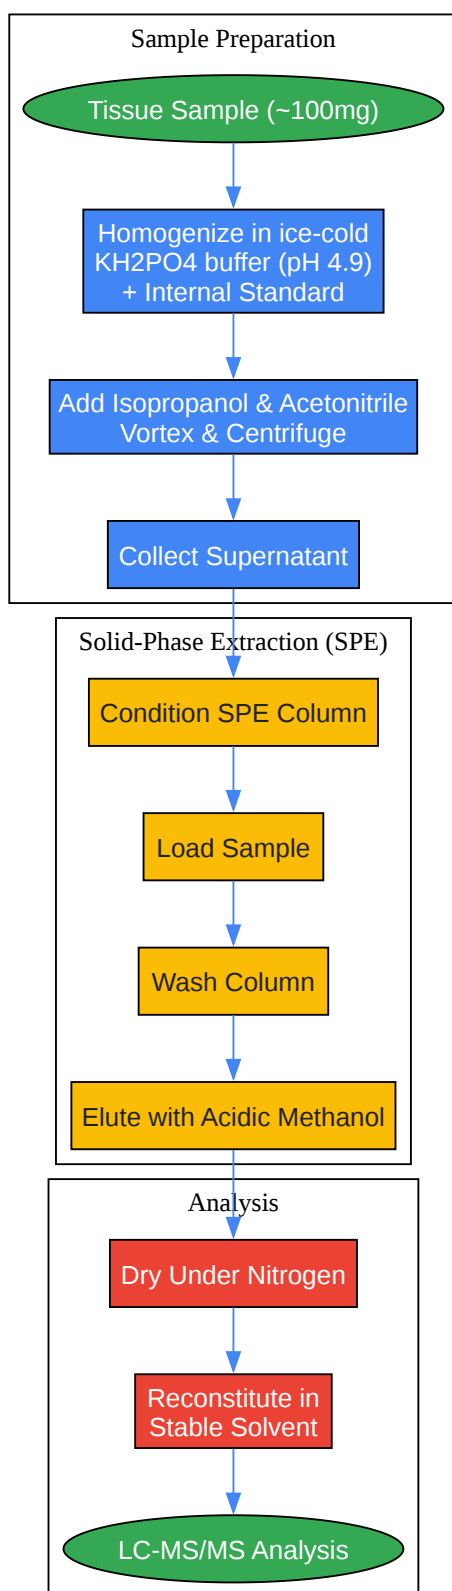 Sample Preparation
Tissue Sample (~100mg)
Homogenize in ice-cold
KH2PO4 buffer (pH 4.9)
+ Internal Standard
Add Isopropanol & Acetonitrile
Vortex & Centrifuge
Collect Supernatant
Solid-Phase Extraction (SPE)
Condition SPE Column
Load Sample
Wash Column
Elute with Acidic Methanol
Analysis
Dry Under Nitrogen
Reconstitute in
Stable Solvent
LC-MS/MS Analysis